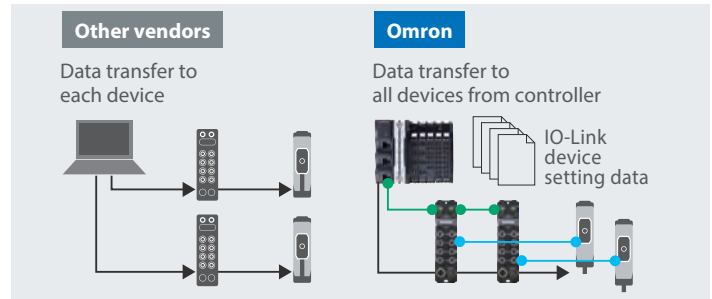 Other vendors
Data transfer to
each device
Omron
Data transfer to
all devices from controller
IO-Link
device
setting data